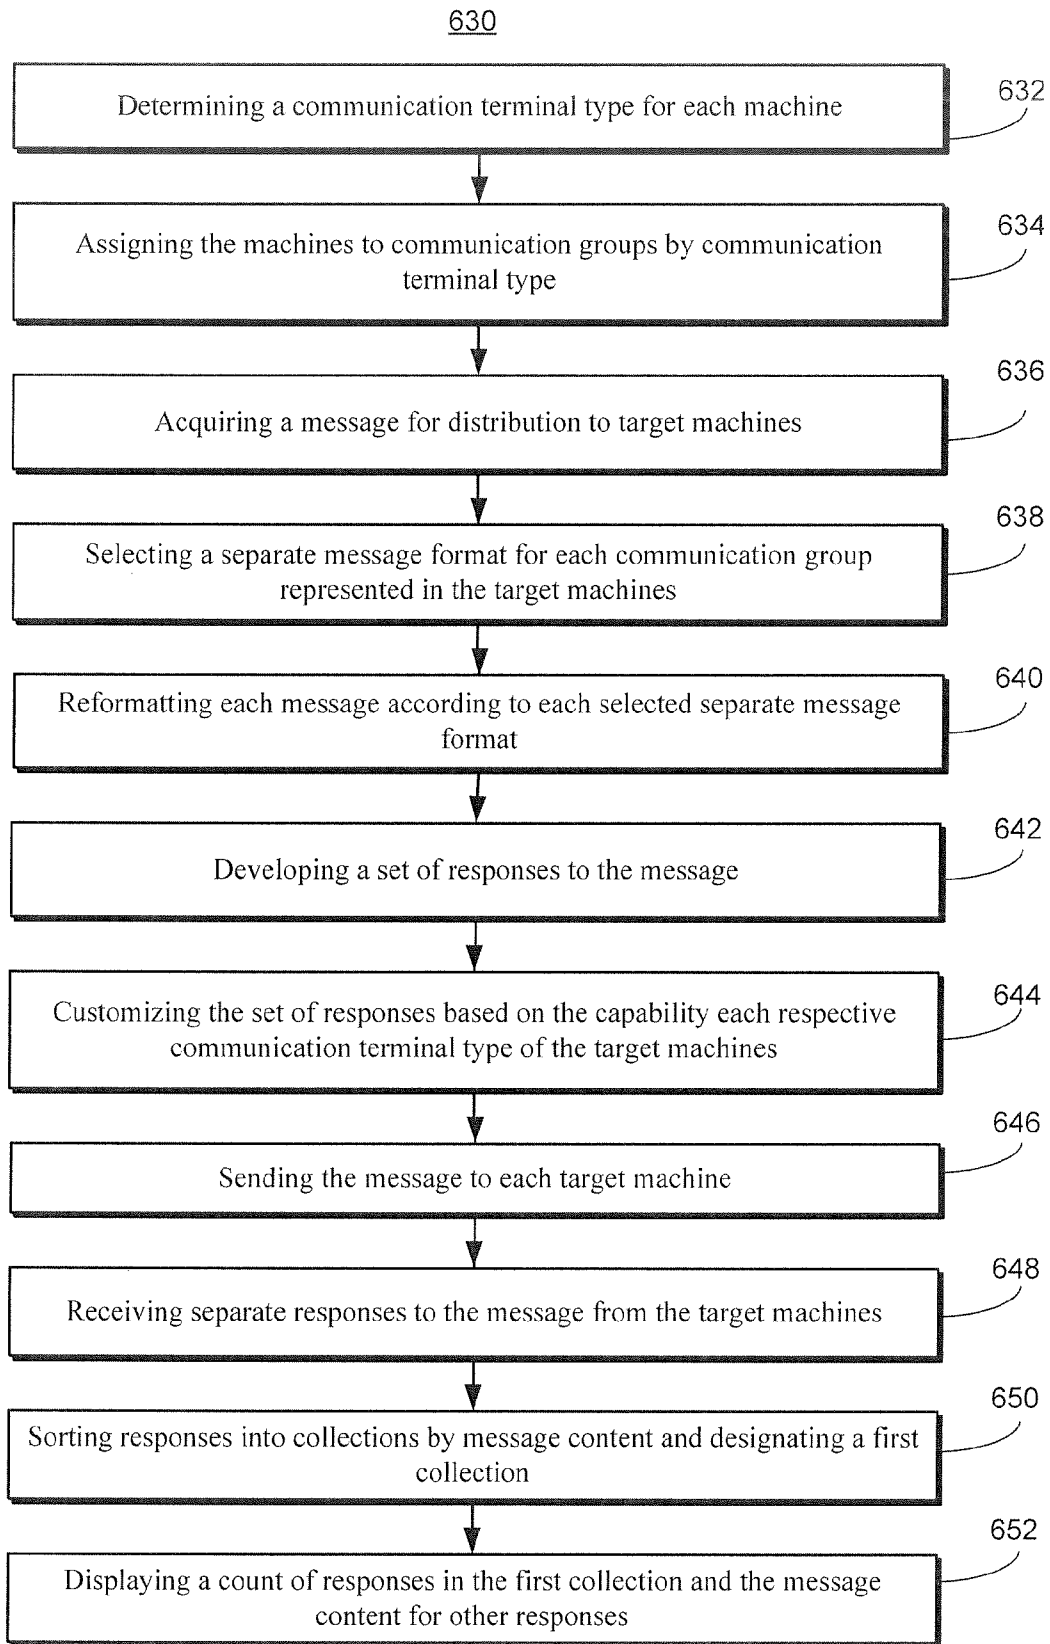 630
Determining a communication terminal type for each machine
632
Assigning the machines to communication groups by communication
terminal type
634
Acquiring a message for distribution to target machines
636
Selecting a separate message format for each communication group
represented in the target machines
638
Reformatting each message according to each selected separate message
format
640
Developing a set of responses to the message
642
Customizing the set of responses based on the capability each respective
communication terminal type of the target machines
644
Sending the message to each target machine
646
Receiving separate responses to the message from the target machines
648
Sorting responses into collections by message content and designating a first
collection
650
Displaying a count of responses in the first collection and the message
content for other responses
652